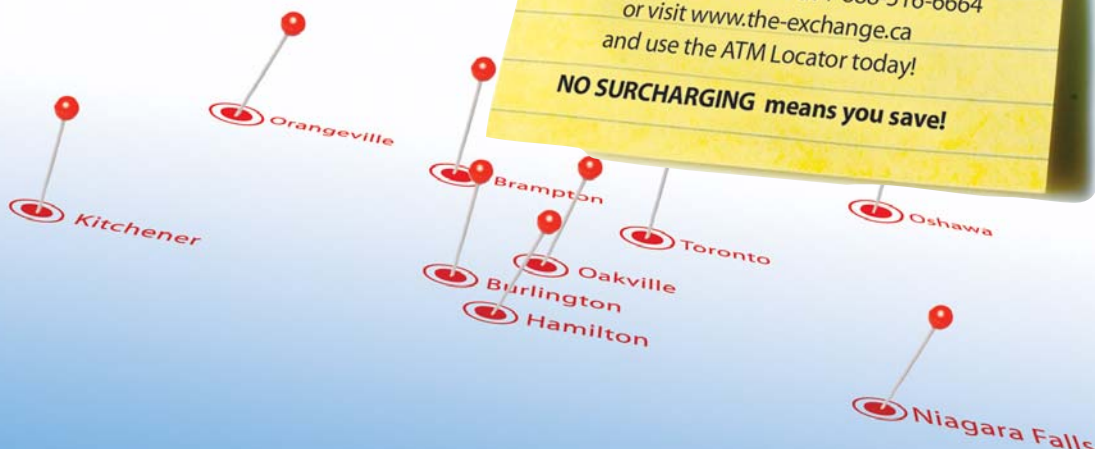 or visit www.the-exchange.ca
and use the ATM Locator today!
NO SURCHARGING means you save!
Orangeville
Brampton
Kitchener
Oshawa
Toronto
Oakville
Burlington
Hamilton
Niagara Falls